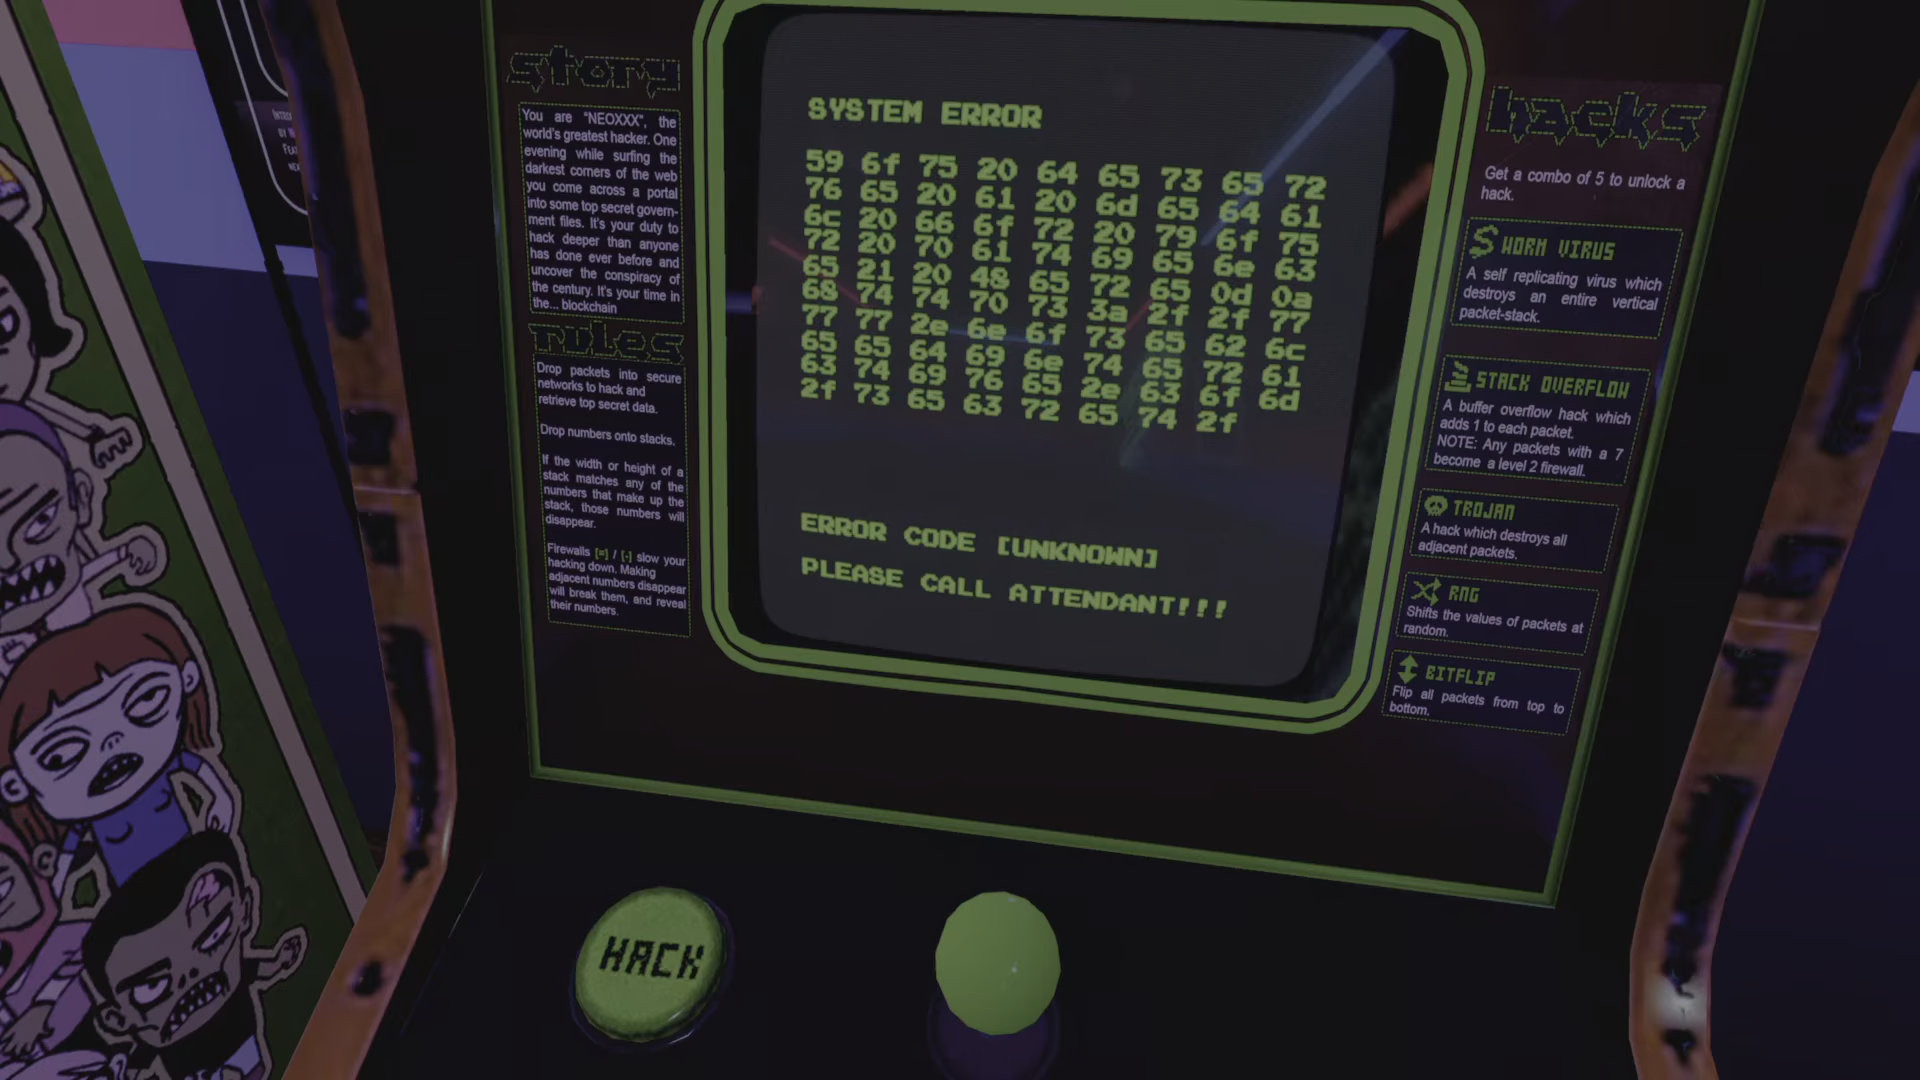 story
You are "NEOXXX", the
world's greatest hacker. One
evening while surfing the
darkest corners of the web
you come across a portal
into some top secret govern-
ment files. It's your duty to
hack deeper than anyone
has done ever before and
uncover the conspiracy of
the century. It's your time in
the... blockchain
rules
Drop packets into secure
networks to hack and
retrieve top secret data.
Drop numbers onto stacks.
If the width or height of a
stack matches any of the
numbers that make up the
stack, those numbers will
disappear.
Firewalls [=] / [-] slow your
hacking down. Making
adjacent numbers disappear
will break them, and reveal
their numbers.
SYSTEM ERROR
59 6f 75 20 64 65 73 65 72
76 65 20 61 20 6d 65 64 61
6c 20 66 6f 72 20 79 6f 75
72 20 70 61 74 69 65 6e 63
65 21 20 48 65 72 65 0d 0a
68 74 74 70 73 3a 2f 2f 77
77 77 2e 6e 6f 73 65 62 6c
65 65 64 69 6e 74 65 72 61
63 74 69 76 65 2e 63 6f 6d
2f 73 65 63 72 65 74 2f
ERROR CODE [UNKNOWN]
PLEASE CALL ATTENDANT!!!
hacks
Get a combo of 5 to unlock a
hack.
WORM VIRUS
A self replicating virus which
destroys an entire vertical
packet-stack.
STACK OVERFLOW
A buffer overflow hack which
adds 1 to each packet.
NOTE: Any packets with a 7
become a level 2 firewall.
TROJAN
A hack which destroys all
adjacent packets.
RNG
Shifts the values of packets at
random.
BITFLIP
Flip all packets from top to
bottom.
HACK